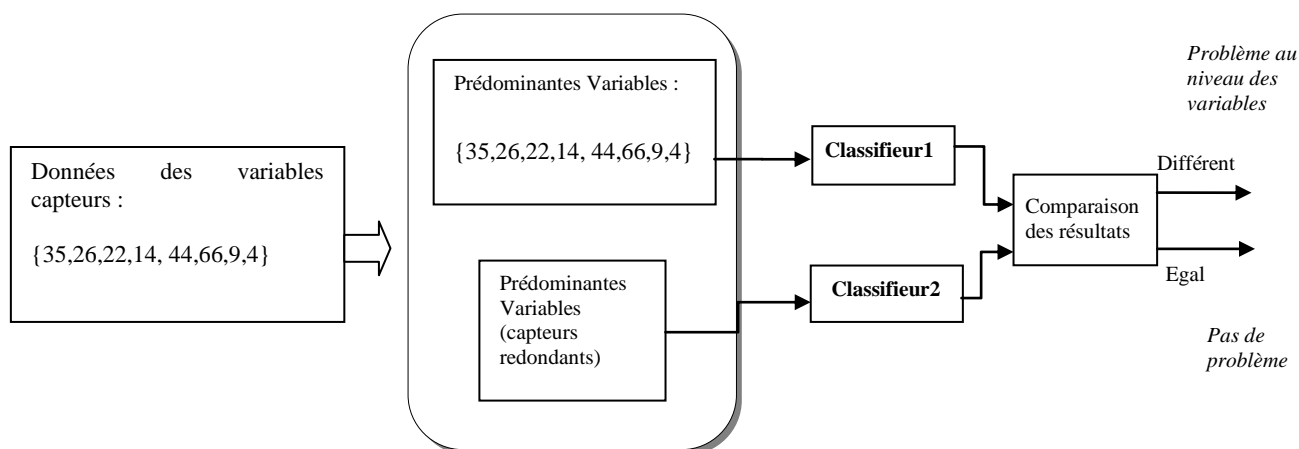 Données des variables
capteurs :
{35,26,22,14, 44,66,9,4}
Prédominantes Variables :
{35,26,22,14, 44,66,9,4}
Prédominantes
Variables
(capteurs
redondants)
Classifieur1
Classifieur2
Comparaison
des résultats
Problème au
niveau des
variables
Différent
Egal
Pas de
problème